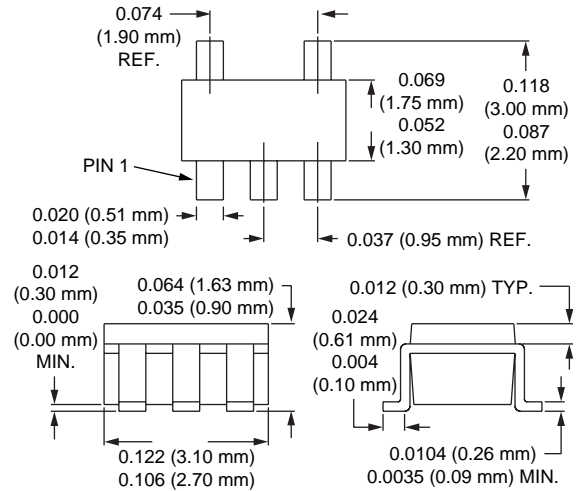 0.074
(1.90 mm)
REF.
0.069
(1.75 mm)
0.052
(1.30 mm)
0.118
(3.00 mm)
0.087
(2.20 mm)
PIN 1
0.020 (0.51 mm)
0.014 (0.35 mm)
0.037 (0.95 mm) REF.
0.012
(0.30 mm)
0.000
(0.00 mm)
MIN.
0.064 (1.63 mm)
0.035 (0.90 mm)
0.012 (0.30 mm) TYP.
0.024
(0.61 mm)
0.004
(0.10 mm)
0.122 (3.10 mm)
0.106 (2.70 mm)
0.0104 (0.26 mm)
0.0035 (0.09 mm) MIN.